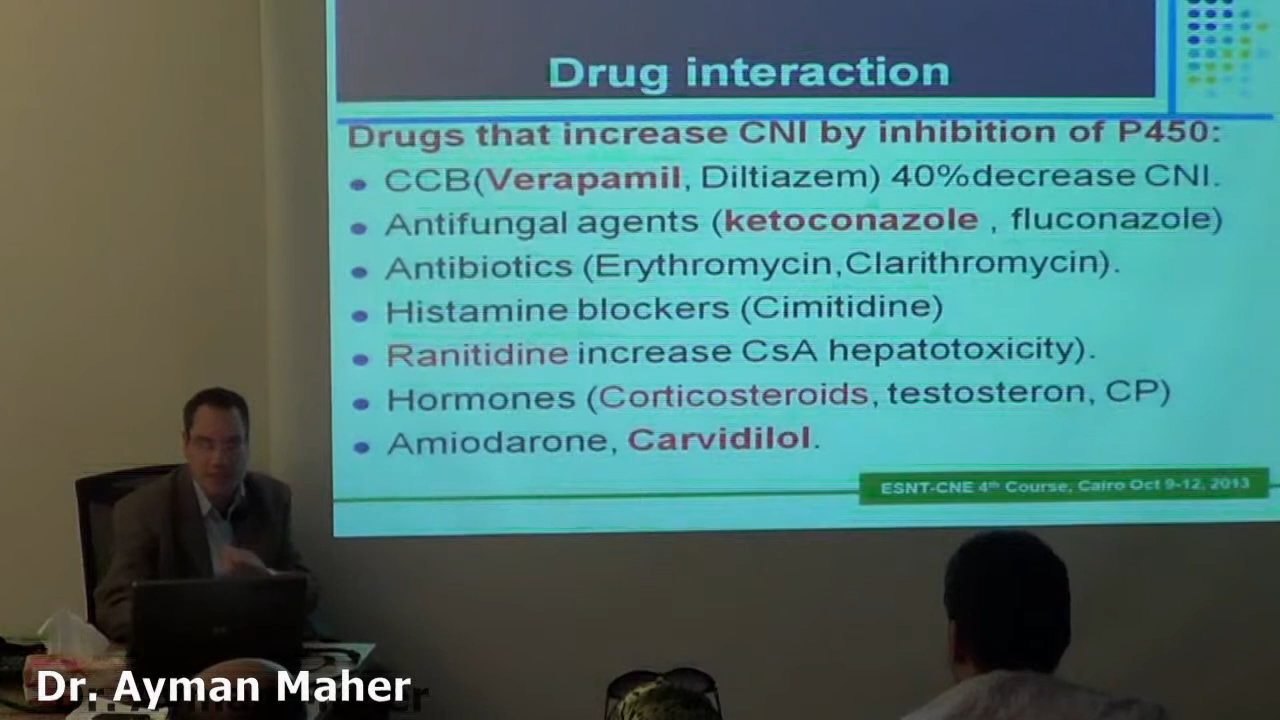 Drug interaction
Drugs that increase CNI by inhibition of P450:
• CCB(Verapamil, Diltiazem) 40%decrease CNI.
• Antifungal agents (ketoconazole , fluconazole)
• Antibiotics (Erythromycin,Clarithromycin).
• Histamine blockers (Cimitidine)
• Ranitidine increase CsA hepatotoxicity).
• Hormones (Corticosteroids, testosteron, CP)
• Amiodarone, Carvidilol.
ESNT-CNE 4th Course, Cairo Oct 9-12, 2013
Dr. Ayman Maher